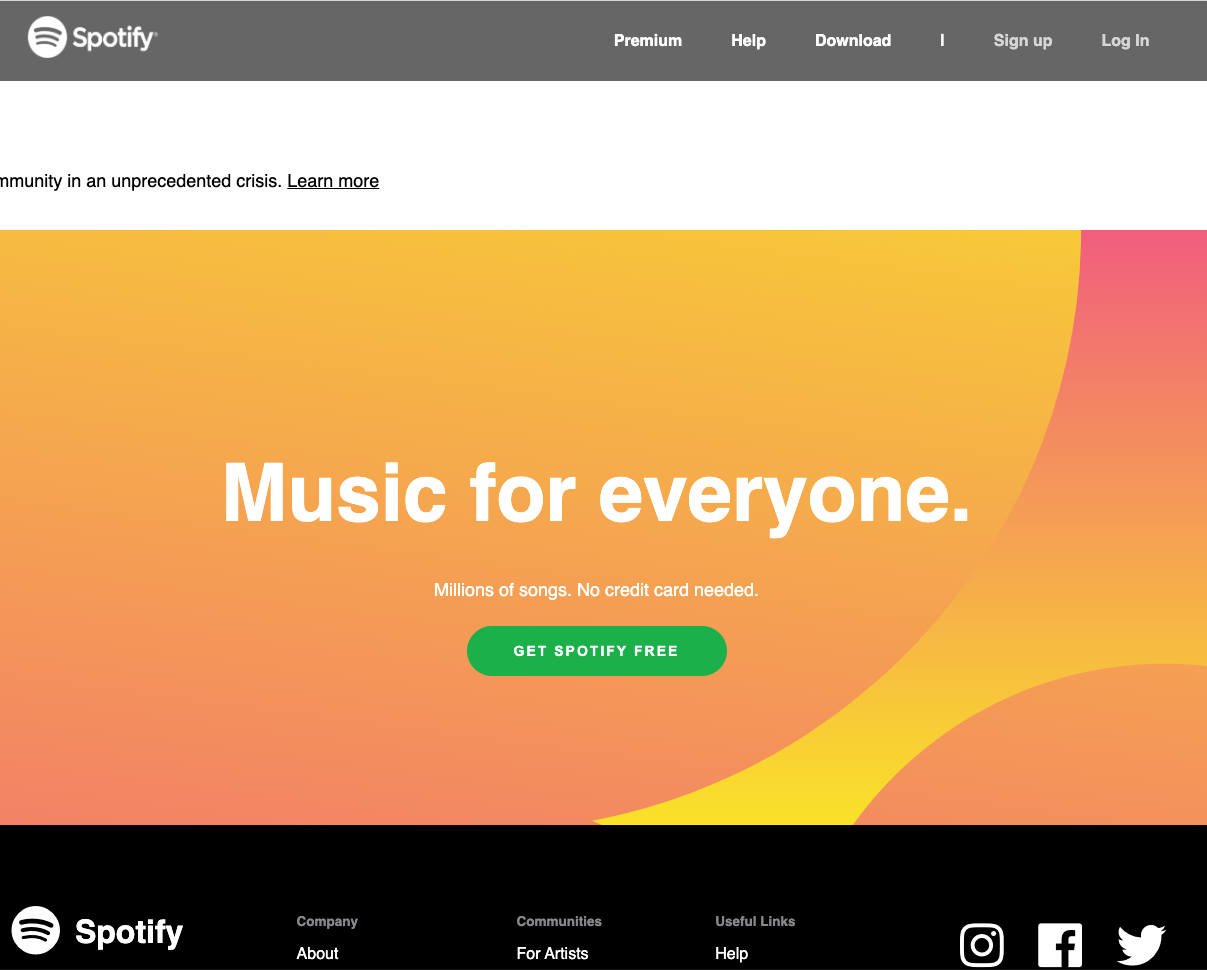 Spotify
Premium Help Download | Sign up Log In
in an unprecedented crisis. Learn more
Music for everyone.
Millions of songs. No credit card needed.
GET SPOTIFY FREE
Spotify
Company Communities Useful Links
About For Artists Help